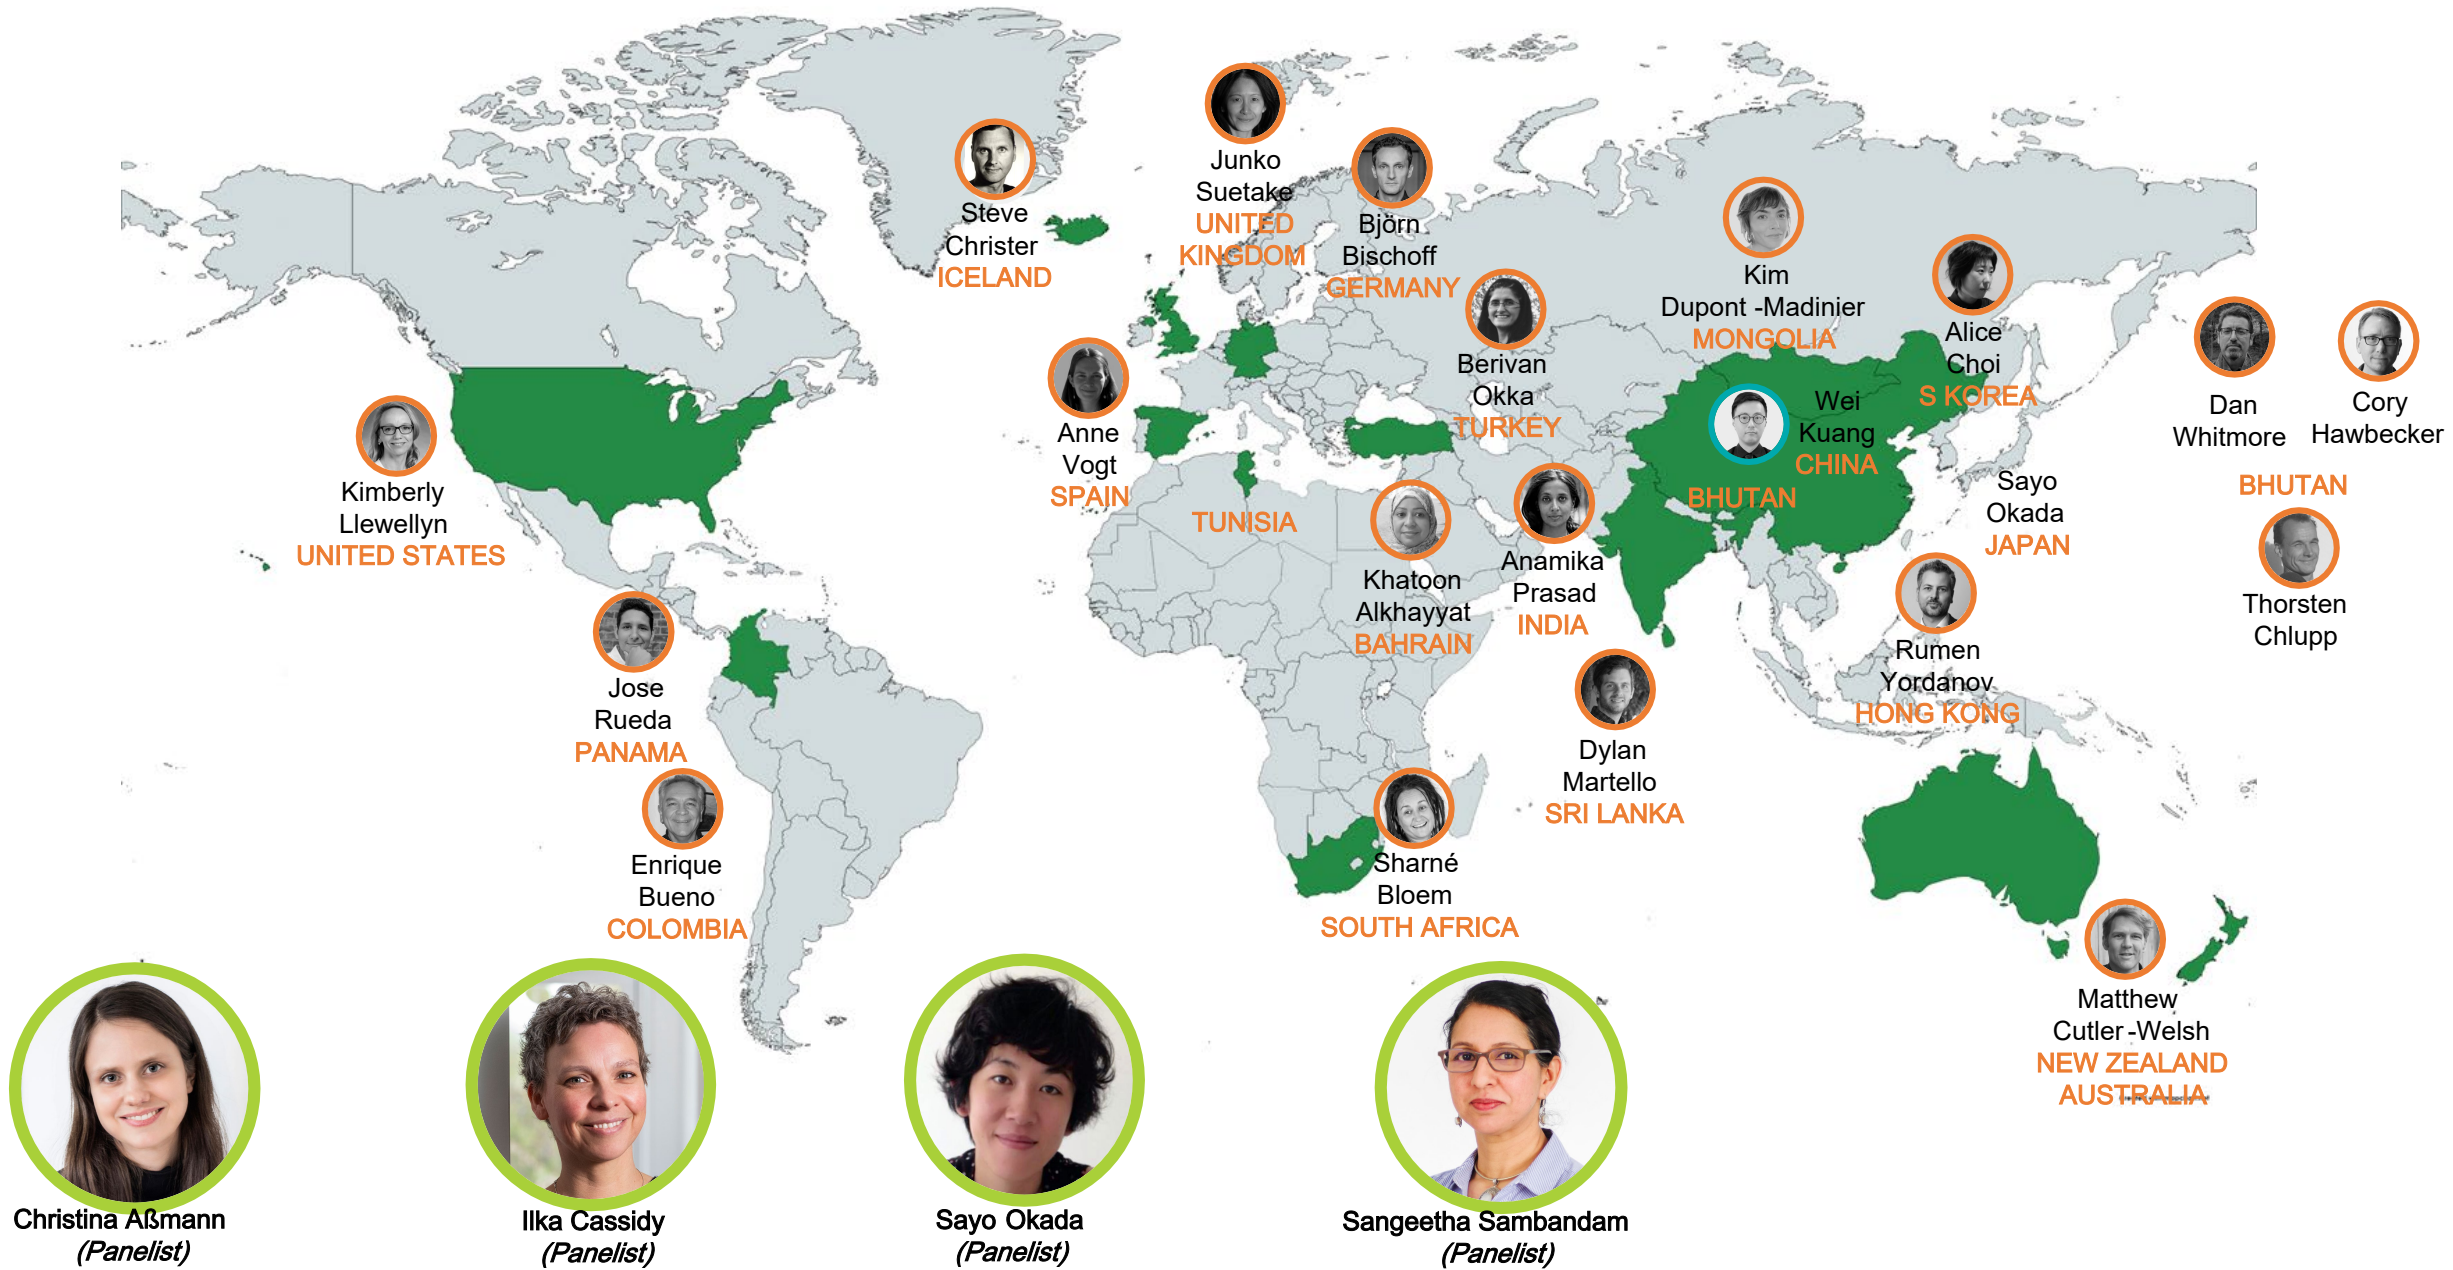 Junko
Suetake
UNITED
KINGDOM
Steve
Christer
ICELAND
Björn
Bischoff
GERMANY
Kim
Dupont -Madinier
MONGOLIA
Alice
Choi
S KOREA
Berivan
Okka
TURKEY
Dan
Whitmore
Cory
Hawbecker
BHUTAN
Thorsten
Chlupp
Anne
Vogt
SPAIN
Wei
Kuang
CHINA
BHUTAN
Sayo
Okada
JAPAN
Kimberly
Llewellyn
UNITED STATES
TUNISIA
Khatoon
Alkhayyat
BAHRAIN
Anamika
Prasad
INDIA
Rumen
Yordanov
HONG KONG
Jose
Rueda
PANAMA
Dylan
Martello
SRI LANKA
Enrique
Bueno
COLOMBIA
Sharné
Bloem
SOUTH AFRICA
Matthew
Cutler -Welsh
NEW ZEALAND
AUSTRALIA
Christina Aßmann
(Panelist)
Ilka Cassidy
(Panelist)
Sayo Okada
(Panelist)
Sangeetha Sambandam
(Panelist)